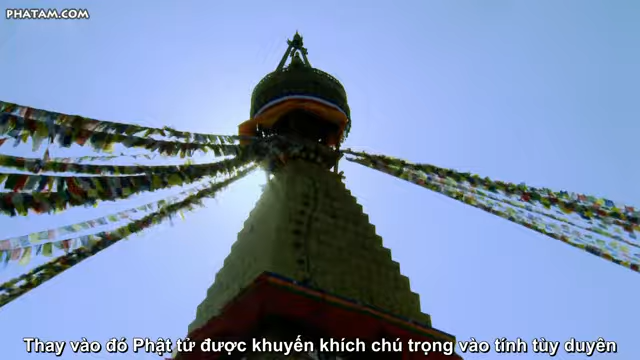 PHATAM.COM
Thay vào đó Phật tử được khuyến khích chú trọng vào tính tùy duyên